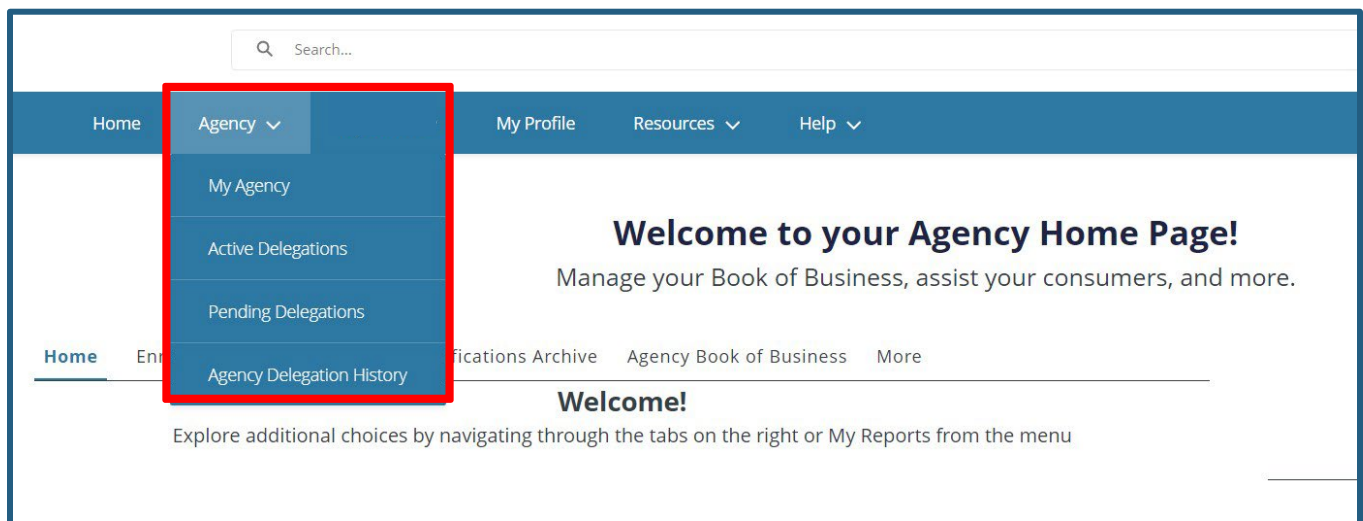 Search...
Home Agency My Profile Resources Help
My Agency
Active Delegations
Pending Delegations
Agency Delegation History
Welcome to your Agency Home Page!
Manage your Book of Business, assist your consumers, and more.
Home Archive Agency Book of Business More
Welcome!
Explore additional choices by navigating through the tabs on the right or My Reports from the menu